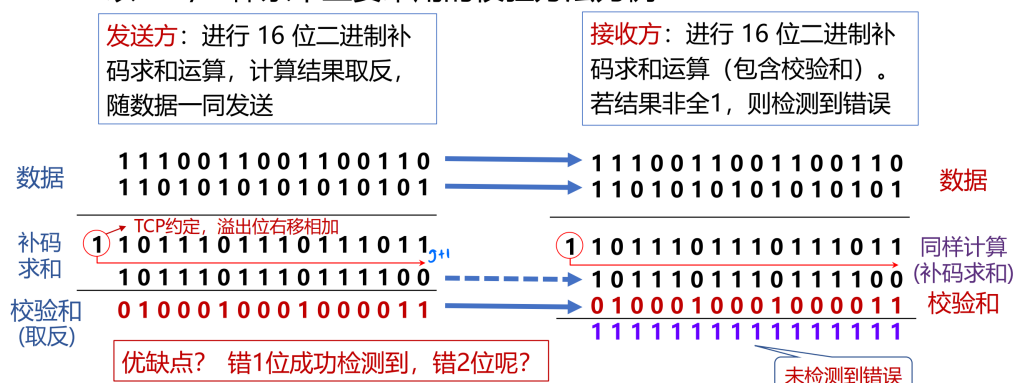 发送方：进行 16 位二进制补
码求和运算，计算结果取反，
随数据一同发送
接收方：进行 16 位二进制补
码求和运算（包含校验和）。
若结果非全1，则检测到错误
数据
1 1 1 0 0 1 1 0 0 1 1 0 0 1 1 0
1 1 0 1 0 1 0 1 0 1 0 1 0 1 0 1
1 1 1 0 0 1 1 0 0 1 1 0 0 1 1 0
1 1 0 1 0 1 0 1 0 1 0 1 0 1 0 1
数据
TCP约定，溢出位右移相加
补码
求和
1 1 0 1 1 1 0 1 1 1 0 1 1 1 0 1 1
1 0 1 1 1 0 1 1 1 0 1 1 1 1 0 0
1 1 0 1 1 1 0 1 1 1 0 1 1 1 0 1 1
1 0 1 1 1 0 1 1 1 0 1 1 1 1 0 0
同样计算
(补码求和)
校验和
(取反)
0 1 0 0 0 1 0 0 0 1 0 0 0 0 1 1
0 1 0 0 0 1 0 0 0 1 0 0 0 0 1 1
校验和
1 1 1 1 1 1 1 1 1 1 1 1 1 1 1 1
优缺点？ 错1位成功检测到，错2位呢？
未检测到错误